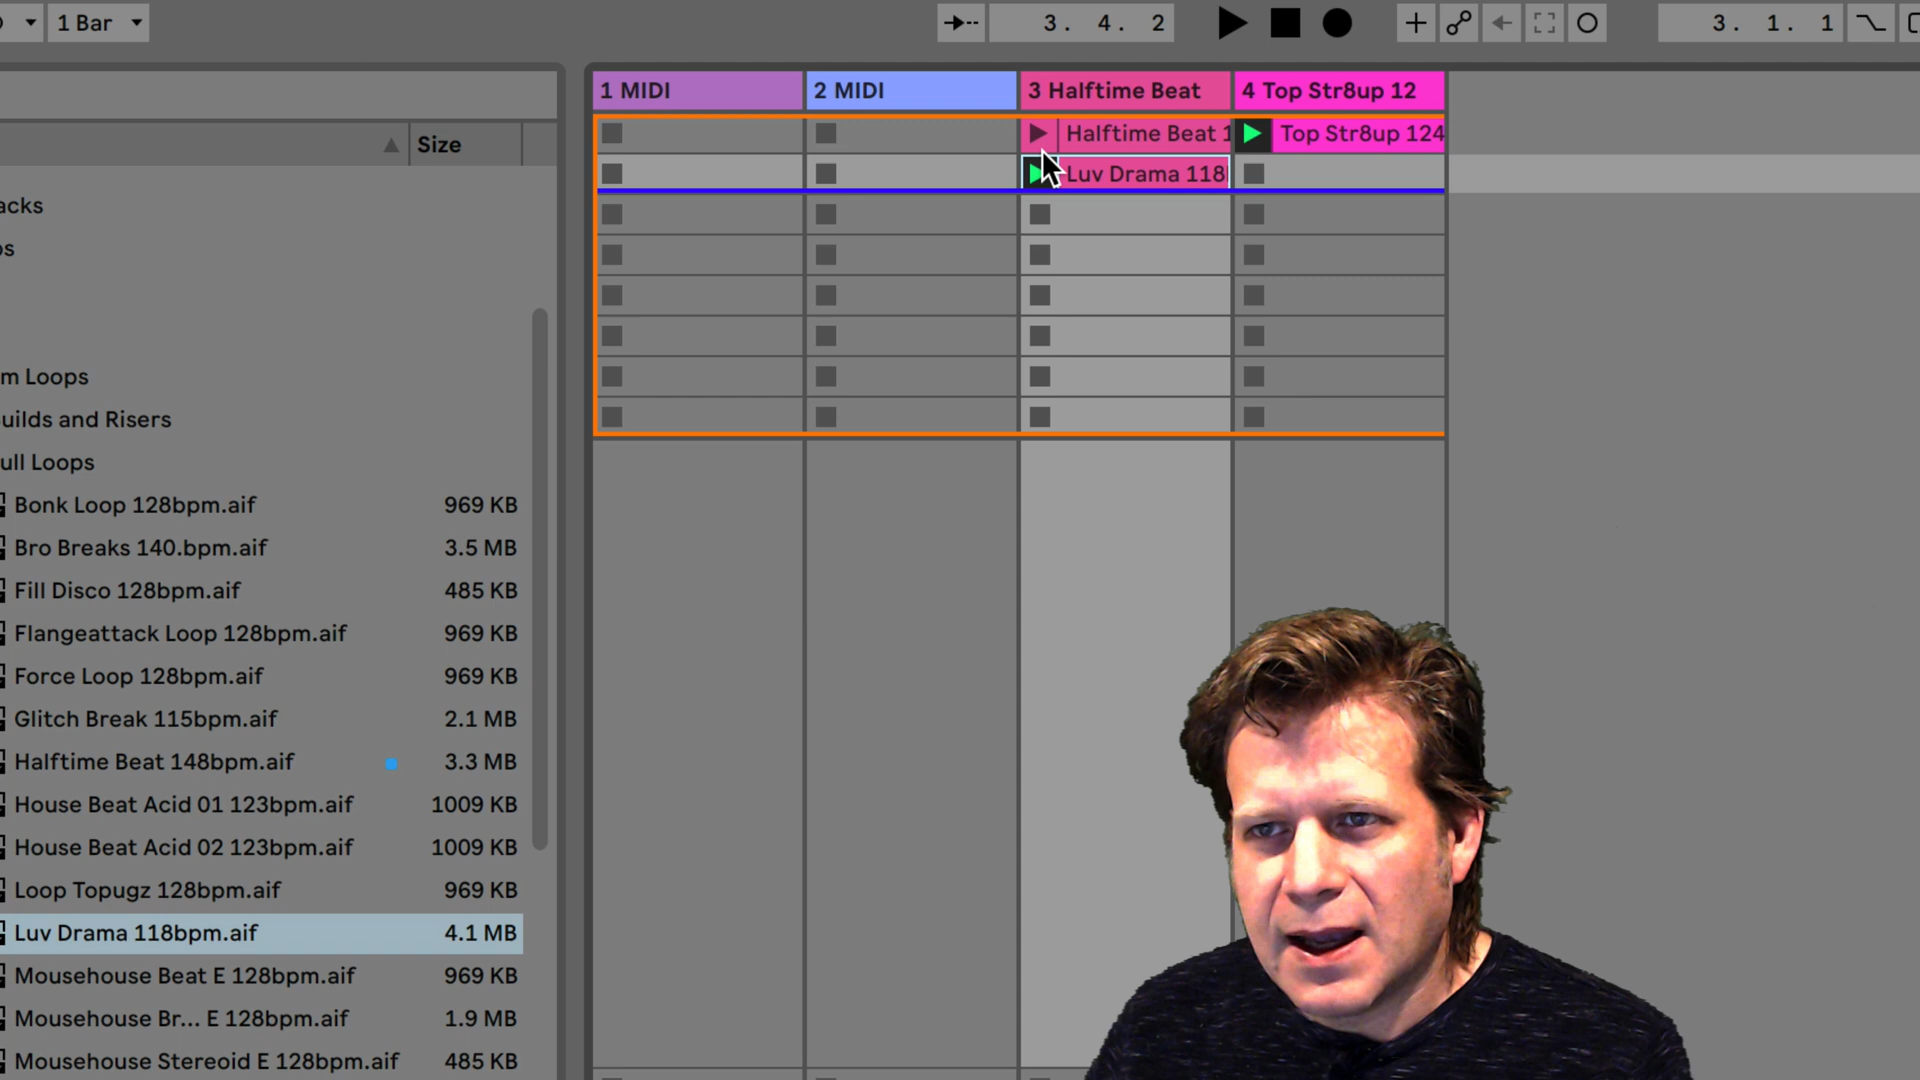 1 Bar
3. 4. 2
3. 1. 1
1 MIDI
2 MIDI
3 Halftime Beat
4 Top Str8up 12
Halftime Beat 1
Top Str8up 124
Luv Drama 118
Size
acks
os
m Loops
uilds and Risers
ull Loops
Bonk Loop 128bpm.aif 969 KB
Bro Breaks 140.bpm.aif 3.5 MB
Fill Disco 128bpm.aif 485 KB
Flangeattack Loop 128bpm.aif 969 KB
Force Loop 128bpm.aif 969 KB
Glitch Break 115bpm.aif 2.1 MB
Halftime Beat 148bpm.aif 3.3 MB
House Beat Acid 01 123bpm.aif 1009 KB
House Beat Acid 02 123bpm.aif 1009 KB
Loop Topugz 128bpm.aif 969 KB
Luv Drama 118bpm.aif 4.1 MB
Mousehouse Beat E 128bpm.aif 969 KB
Mousehouse Br... E 128bpm.aif 1.9 MB
Mousehouse Stereoid E 128bpm.aif 485 KB